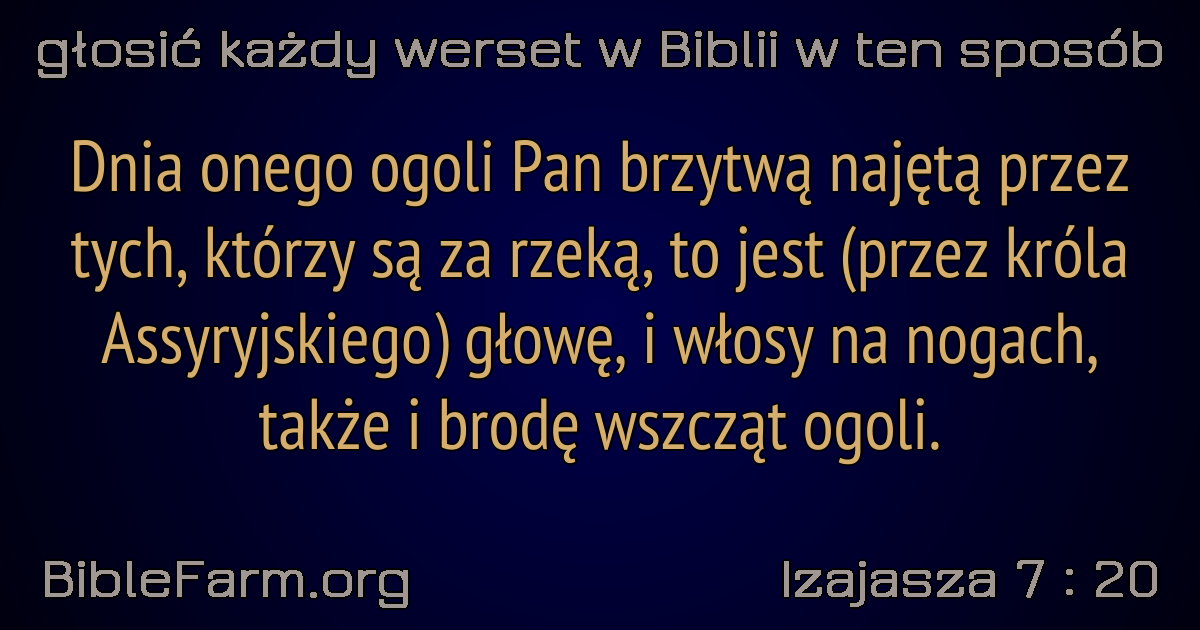 głosić każdy werset w Biblii w ten sposób
Dnia onego ogoli Pan brzytwą najętą przez
tych, którzy są za rzeką, to jest (przez króla
Assyryjskiego) głowę, i włosy na nogach,
także i brodę wszcząt ogoli.
BibleFarm.org
Izajasza 7 : 20